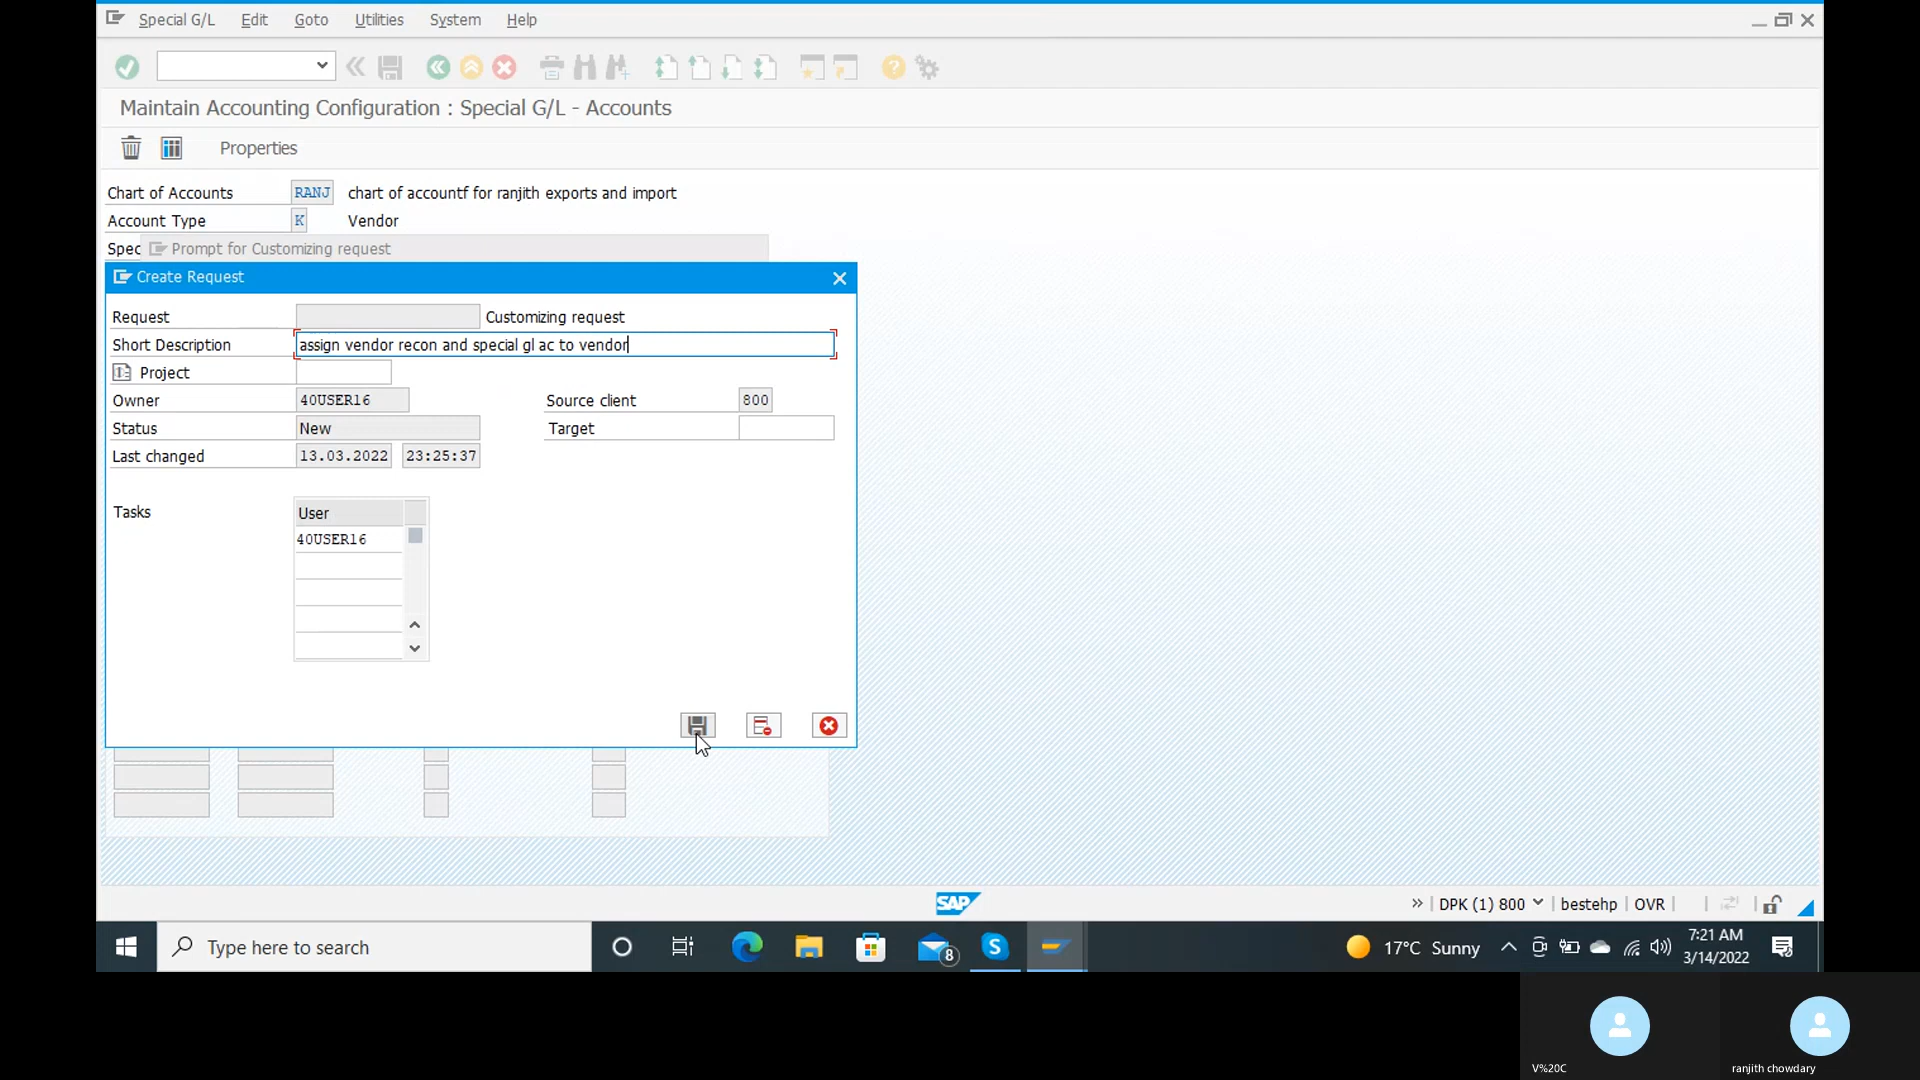 Special G/L Edit Goto Utilities System Help
Maintain Accounting Configuration : Special G/L - Accounts
Properties
Chart of Accounts RANJ chart of accountf for ranjith exports and import
Account Type K Vendor
Spec Prompt for Customizing request
Create Request
Request Customizing request
Short Description assign vendor recon and special gl ac to vendor
Project
Owner 40USER16 Source client 800
Status New Target
Last changed 13.03.2022 23:25:37
Tasks User
40USER16
SAP DPK (1) 800 bestehp OVR
Type here to search 8 17°C Sunny 7:21 AM
3/14/2022
V%20C ranjith chowdary